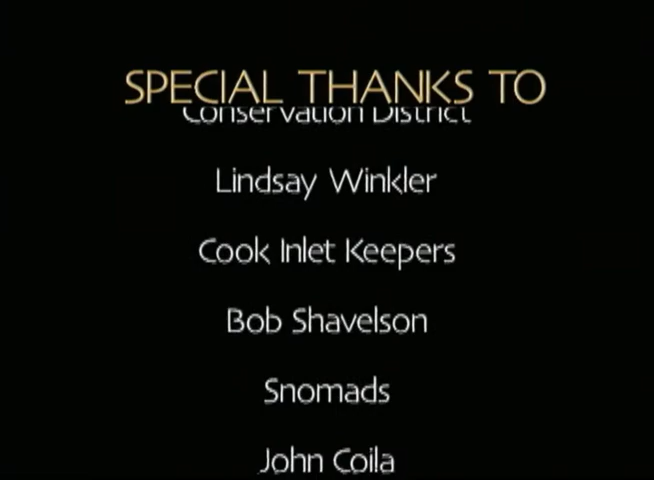 SPECIAL THANKS TO
Conservation District
Lindsay Winkler
Cook Inlet Keepers
Bob Shavelson
Snomads
John Coila